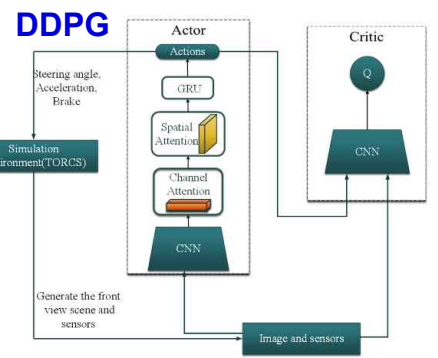 DDPG
Actor
Critic
Actions
Q
Steering angle,
Acceleration,
Brake
GRU
Spatial
Attention
Simulation
ironment(TORCS)
CNN
Channel
Attention
CNN
Generate the front
view scene and
sensors
Image and sensors